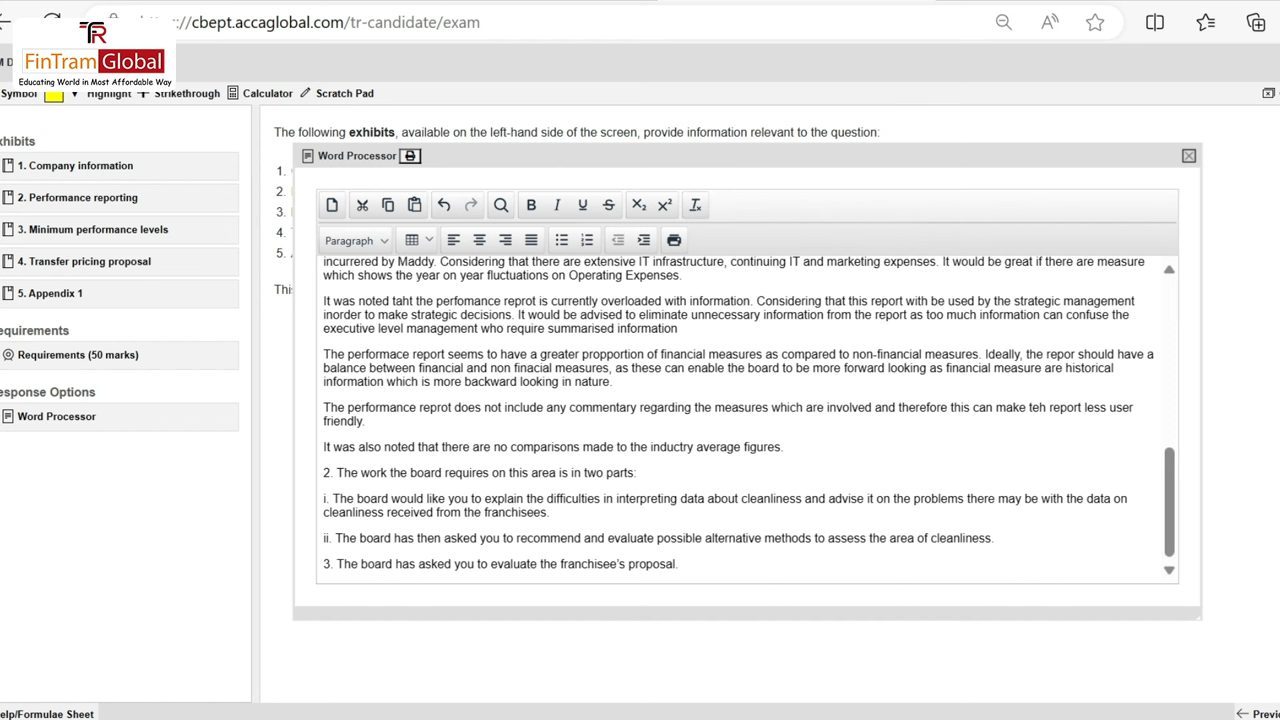 ://cbept.accaglobal.com/tr-candidate/exam
TR
FinTram Global
Educating World in Most Affordable Way
Symbol Highlight Strikethrough Calculator Scratch Pad
xhibits
1. Company information
2. Performance reporting
3. Minimum performance levels
4. Transfer pricing proposal
5. Appendix 1
equirements
Requirements (50 marks)
esponse Options
Word Processor
elp/Formulae Sheet
The following exhibits, available on the left-hand side of the screen, provide information relevant to the question:
1.
2.
3.
4.
5.
This
Word Processor
Paragraph
incurrered by Maddy. Considering that there are extensive IT infrastructure, continuing IT and marketing expenses. It would be great if there are measure
which shows the year on year fluctuations on Operating Expenses.
It was noted taht the perfomance reprot is currently overloaded with information. Considering that this report with be used by the strategic management
inorder to make strategic decisions. It would be advised to eliminate unnecessary information from the report as too much information can confuse the
executive level management who require summarised information
The performace report seems to have a greater propportion of financial measures as compared to non-financial measures. Ideally, the repor should have a
balance between financial and non finacial measures, as these can enable the board to be more forward looking as financial measure are historical
information which is more backward looking in nature.
The performance reprot does not include any commentary regarding the measures which are involved and therefore this can make teh report less user
friendly.
It was also noted that there are no comparisons made to the industry average figures.
2. The work the board requires on this area is in two parts:
i. The board would like you to explain the difficulties in interpreting data about cleanliness and advise it on the problems there may be with the data on
cleanliness received from the franchisees.
ii. The board has then asked you to recommend and evaluate possible alternative methods to assess the area of cleanliness.
3. The board has asked you to evaluate the franchisee's proposal.
Previo